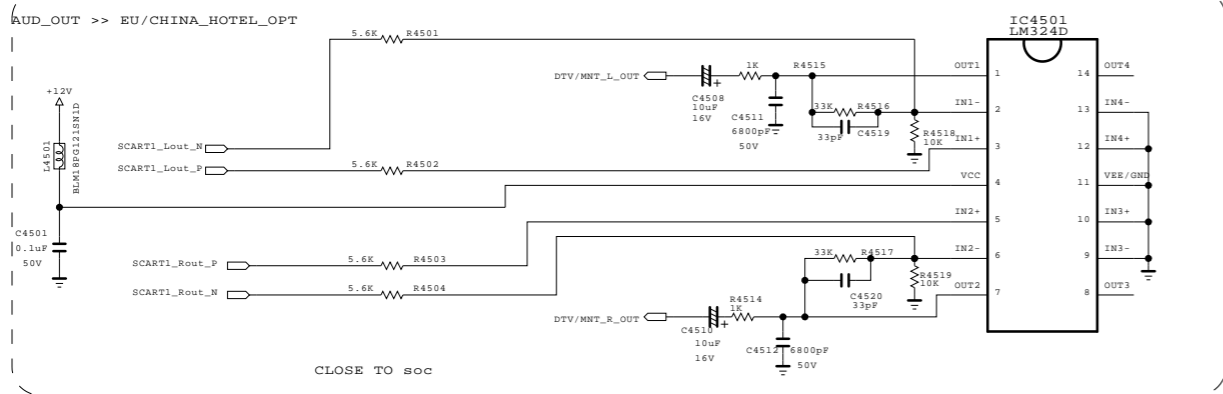 AUD_OUT >> EU/CHINA_HOTEL_OPT
IC4501
LM324D
5.6K R4501
1K R4515
DTV/MNT_L_OUT
OUT1 1 14 OUT4
+12V
C4508
10uF
16V
C4511
6800pF
50V
33K R4516
33pF C4519
IN1- 2 13 IN4-
R4518
10K
L4501
BLM18PG121SN1D
SCART1_Lout_N
IN1+ 3 12 IN4+
SCART1_Lout_P
5.6K R4502
VCC 4 11 VEE/GND
IN2+ 5 10 IN3+
C4501
0.1uF
50V
IN2- 6 9 IN3-
33K R4517
SCART1_Rout_P
5.6K R4503
R4519
10K
C4520
33pF
SCART1_Rout_N
5.6K R4504
OUT2 7 8 OUT3
R4514
1K
DTV/MNT_R_OUT
C4510
10uF
16V
C4512 6800pF
50V
+
+
CLOSE TO soc